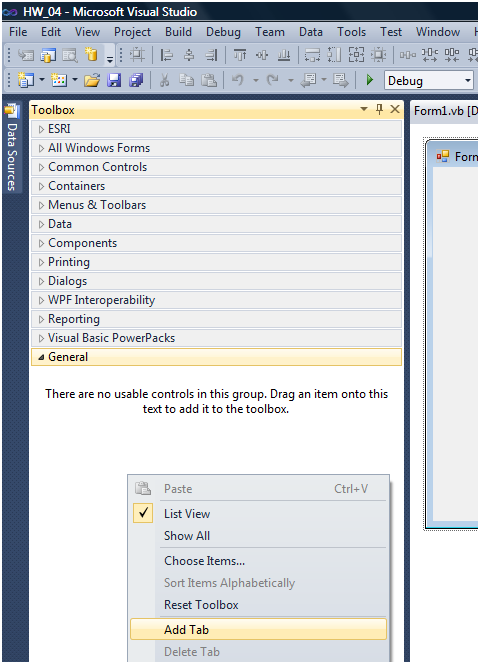 HW_04 - Microsoft Visual Studio
File Edit View Project Build Debug Team Data Tools Test Window
Debug
Data Sources
Toolbox
Form1.vb [D
ESRI
All Windows Forms
Common Controls
Containers
Menus & Toolbars
Data
Components
Printing
Dialogs
WPF Interoperability
Reporting
Visual Basic PowerPacks
General
There are no usable controls in this group. Drag an item onto this
text to add it to the toolbox.
Form
Paste Ctrl+V
List View
Show All
Choose Items...
Sort Items Alphabetically
Reset Toolbox
Add Tab
Delete Tab